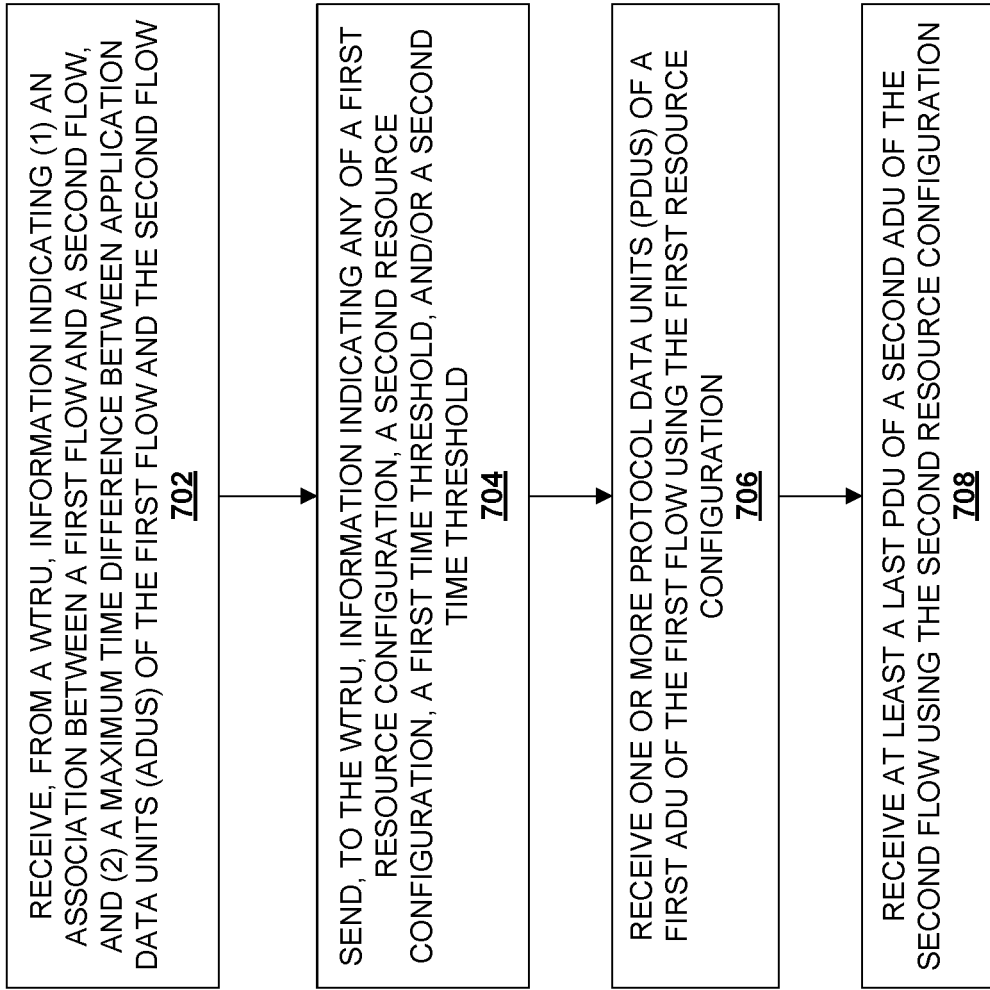 RECEIVE, FROM A WTRU, INFORMATION INDICATING (1) AN
ASSOCIATION BETWEEN A FIRST FLOW AND A SECOND FLOW,
AND (2) A MAXIMUM TIME DIFFERENCE BETWEEN APPLICATION
DATA UNITS (ADUS) OF THE FIRST FLOW AND THE SECOND FLOW
702
SEND, TO THE WTRU, INFORMATION INDICATING ANY OF A FIRST
RESOURCE CONFIGURATION, A SECOND RESOURCE
CONFIGURATION, A FIRST TIME THRESHOLD, AND/OR A SECOND
TIME THRESHOLD
704
RECEIVE ONE OR MORE PROTOCOL DATA UNITS (PDUS) OF A
FIRST ADU OF THE FIRST FLOW USING THE FIRST RESOURCE
CONFIGURATION
706
RECEIVE AT LEAST A LAST PDU OF A SECOND ADU OF THE
SECOND FLOW USING THE SECOND RESOURCE CONFIGURATION
708